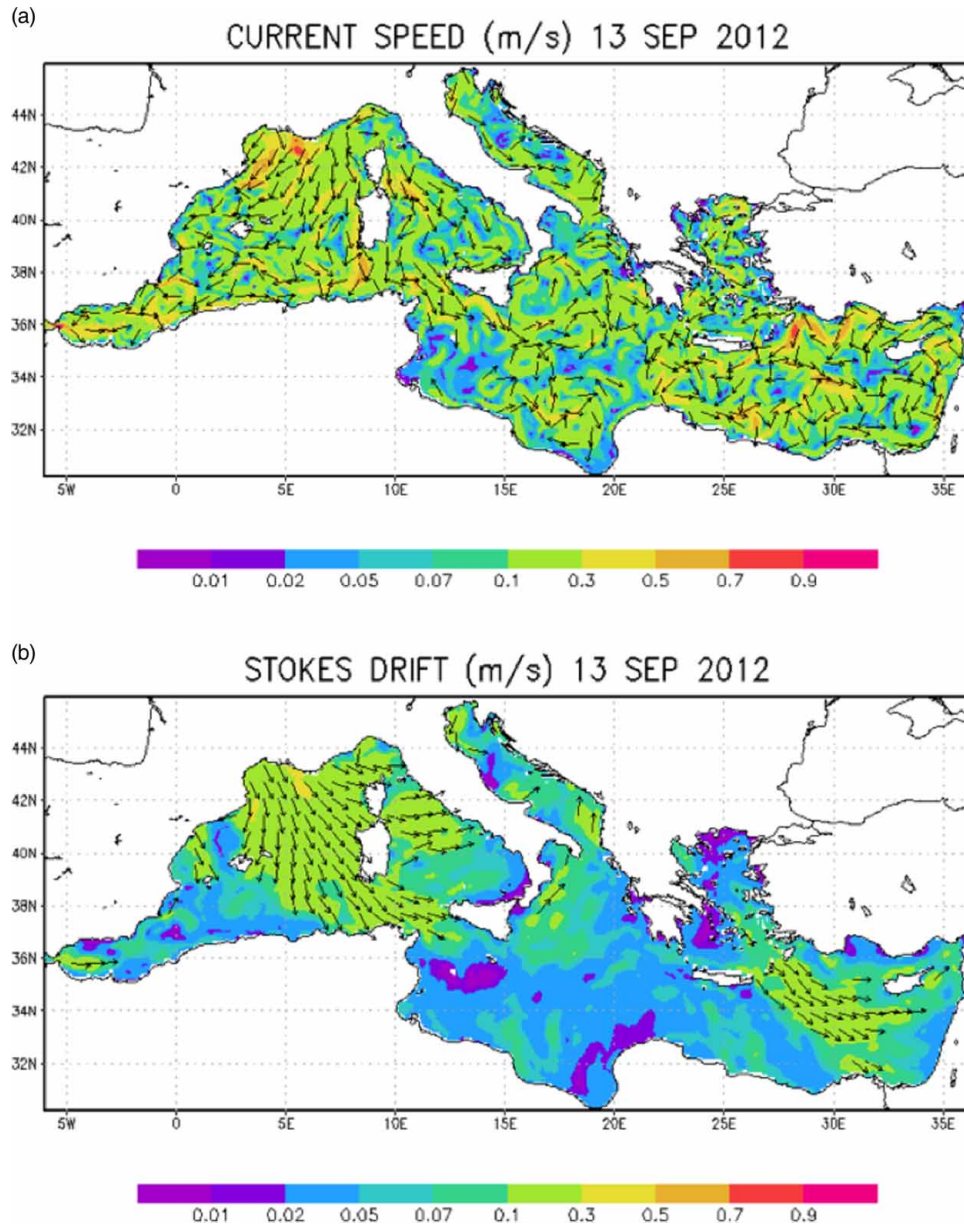 (a)
CURRENT SPEED (m/s) 13 SEP 2012
44N
42N
40N
38N
36N
34N
32N
5W 0 5E 10E 15E 20E 25E 30E 35E
0.01 0.02 0.05 0.07 0.1 0.3 0.5 0.7 0.9
(b)
STOKES DRIFT (m/s) 13 SEP 2012
44N
42N
40N
38N
36N
34N
32N
5W 0 5E 10E 15E 20E 25E 30E 35E
0.01 0.02 0.05 0.07 0.1 0.3 0.5 0.7 0.9